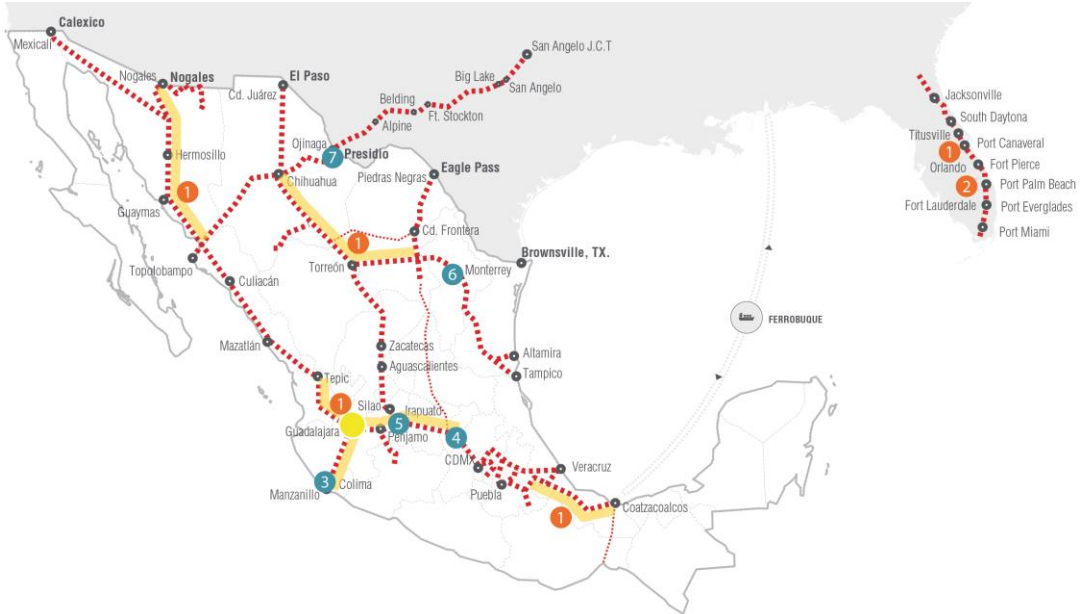 Calexico
Mexicali
Nogales
Nogales
El Paso
Cd. Juárez
San Angelo J.C.T
Big Lake
San Angelo
Belding
Ft. Stockton
Alpine
Ojinaga
7
Presidio
Hermosillo
Chihuahua
Piedras Negras
Eagle Pass
1
Guaymas
Cd. Frontera
1
Topolobampo
Torreón
6
Monterrey
Brownsville, TX.
Culiacán
FERROBUQUE
Mazatlán
Zacatecas
Altamira
Aguascalientes
Tampico
Tepic
1
Silao
Irapuato
Guadalajara
5
Penjamo
4
CDMX
Veracruz
3
Colima
Manzanillo
Puebla
Coatzacoalcos
1
Jacksonville
South Daytona
Titusville
1
Port Canaveral
Orlando
Fort Pierce
2
Port Palm Beach
Fort Lauderdale
Port Everglades
Port Miami